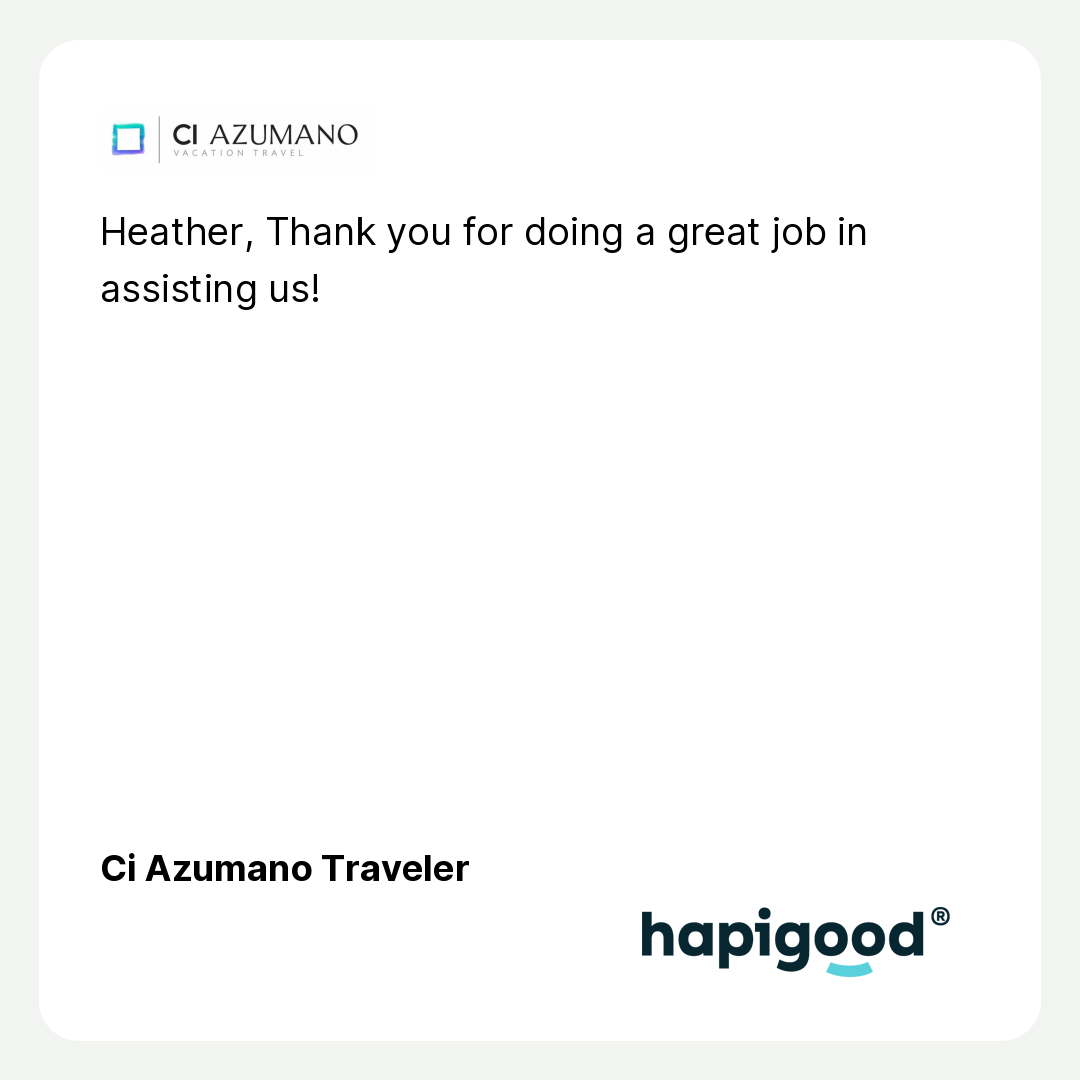 CI AZUMANO
VACATION TRAVEL
Heather, Thank you for doing a great job in
assisting us!
Ci Azumano Traveler
hapigood®